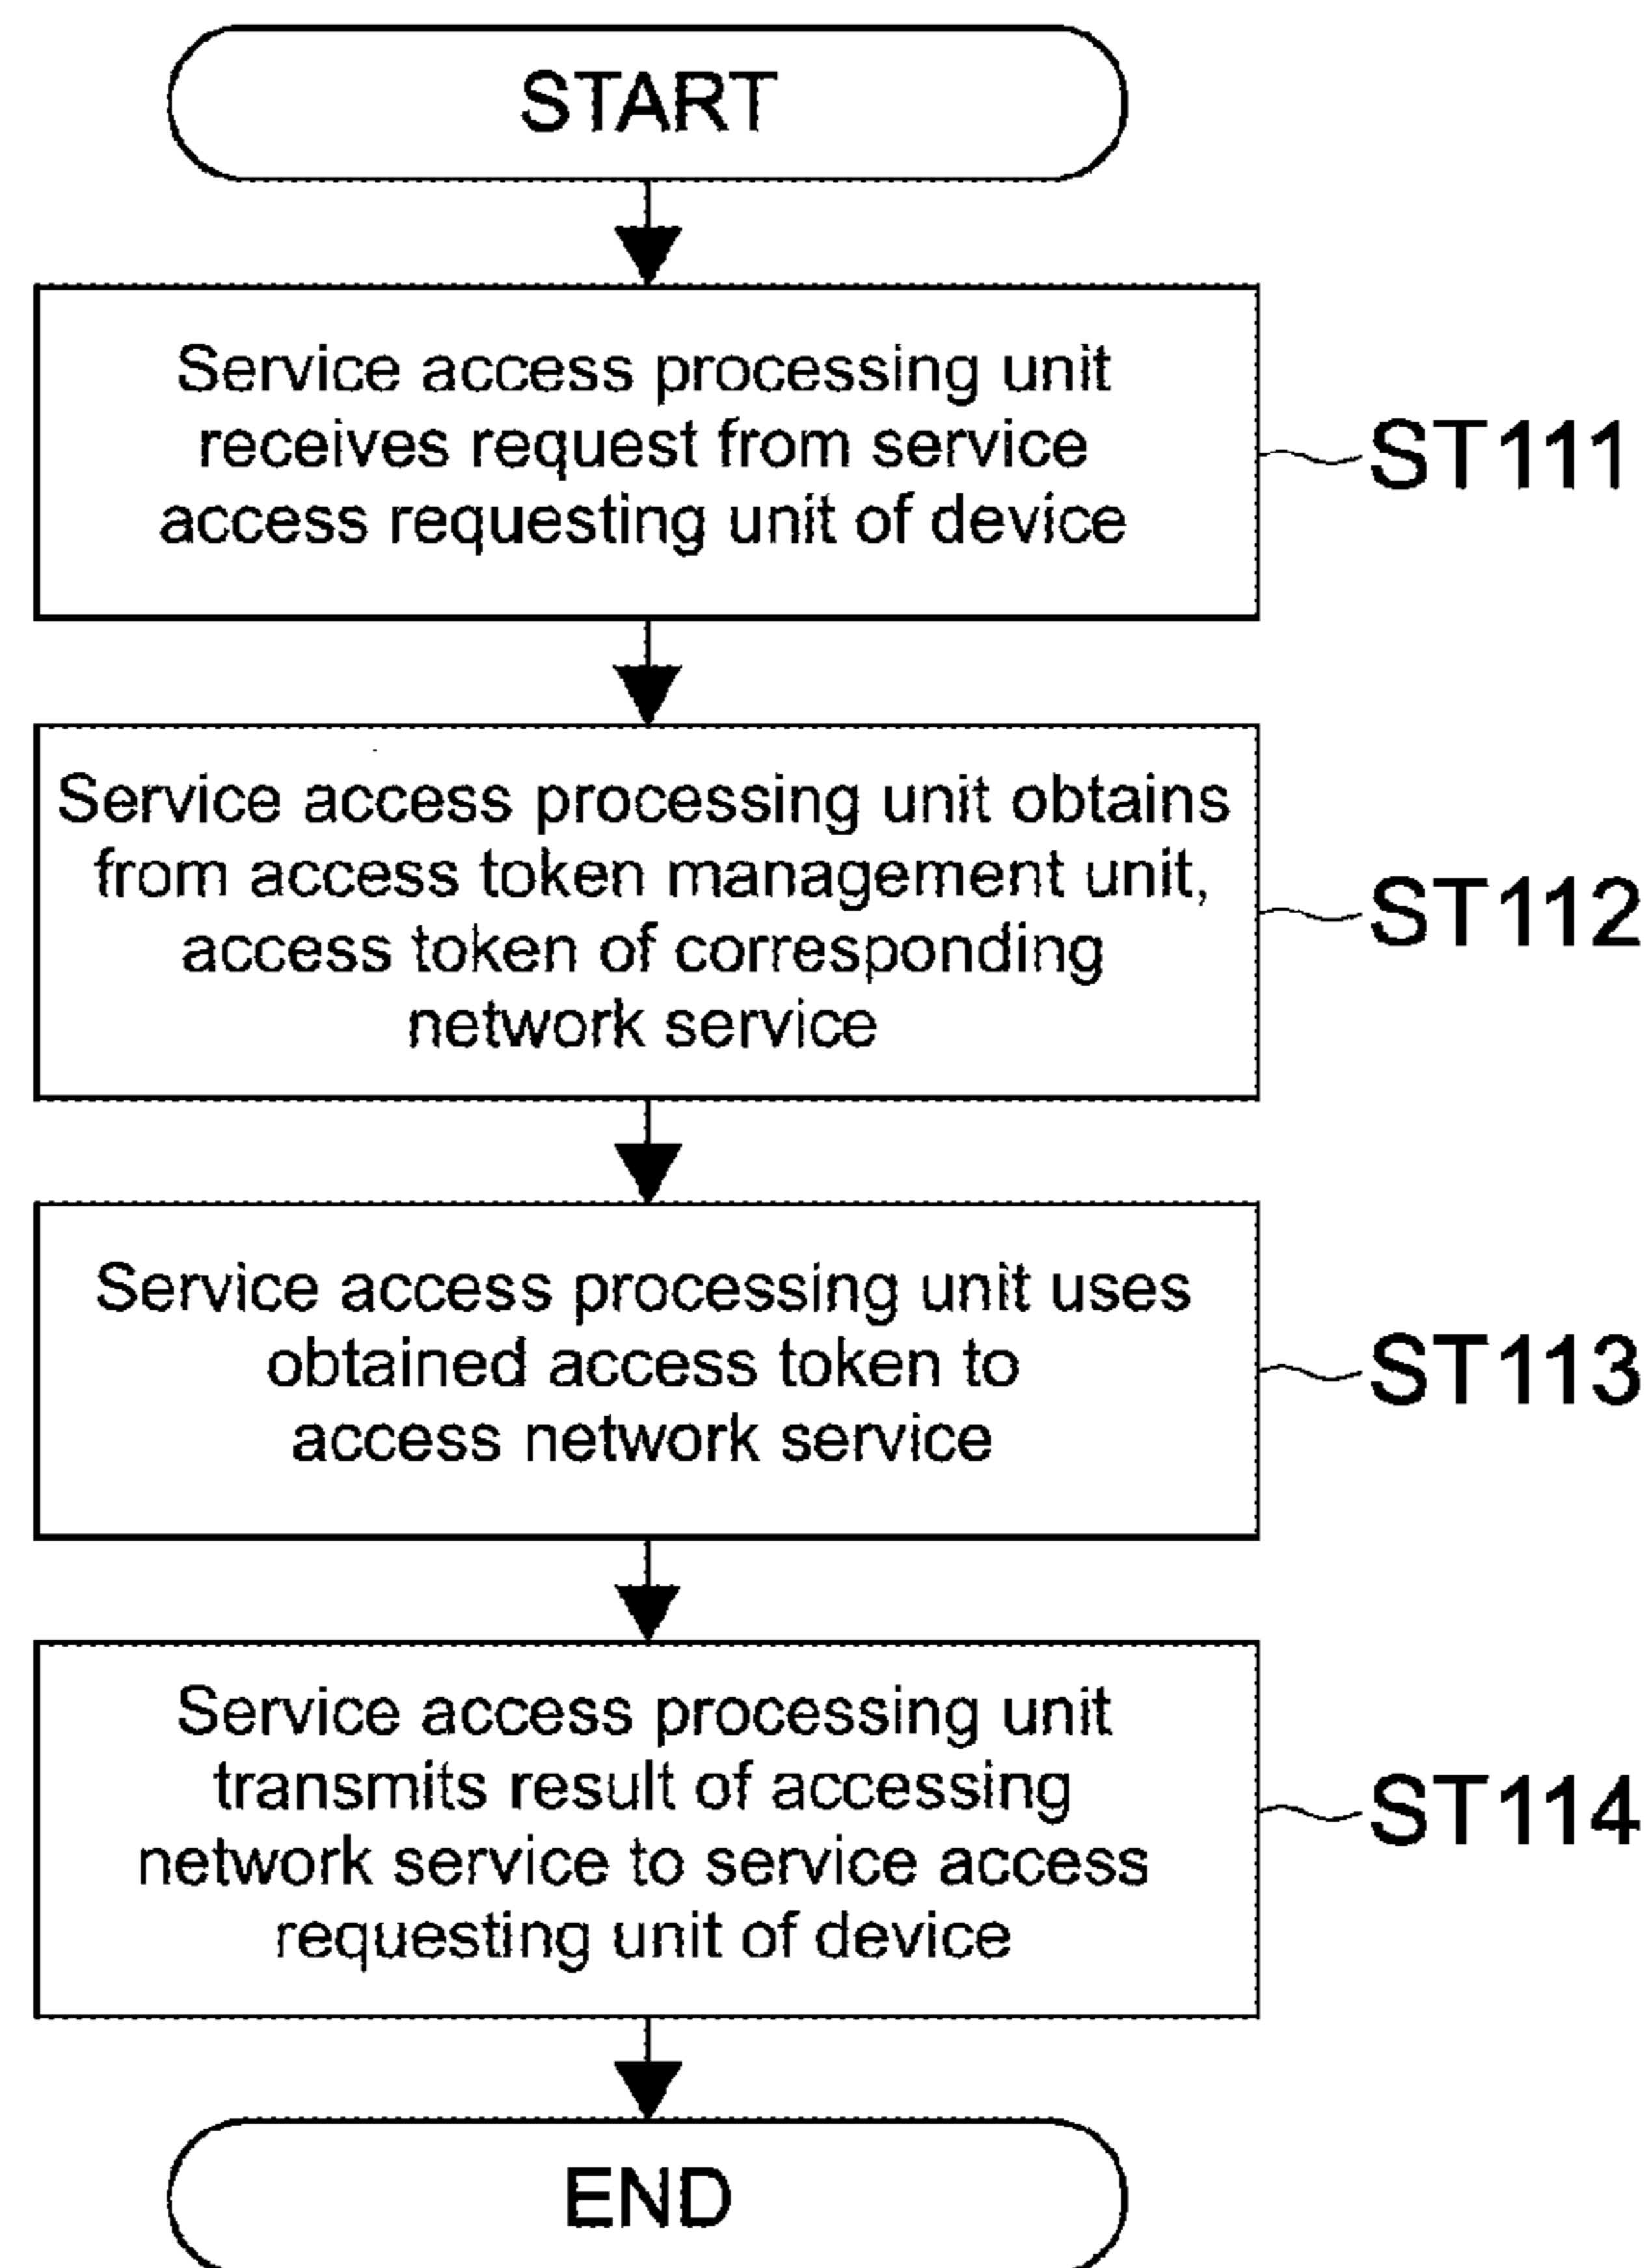 START
Service access processing unit
receives request from service
access requesting unit of device
ST111
Service access processing unit obtains
from access token management unit,
access token of corresponding
network service
ST112
Service access processing unit uses
obtained access token to
access network service
ST113
Service access processing unit
transmits result of accessing
network service to service access
requesting unit of device
ST114
END